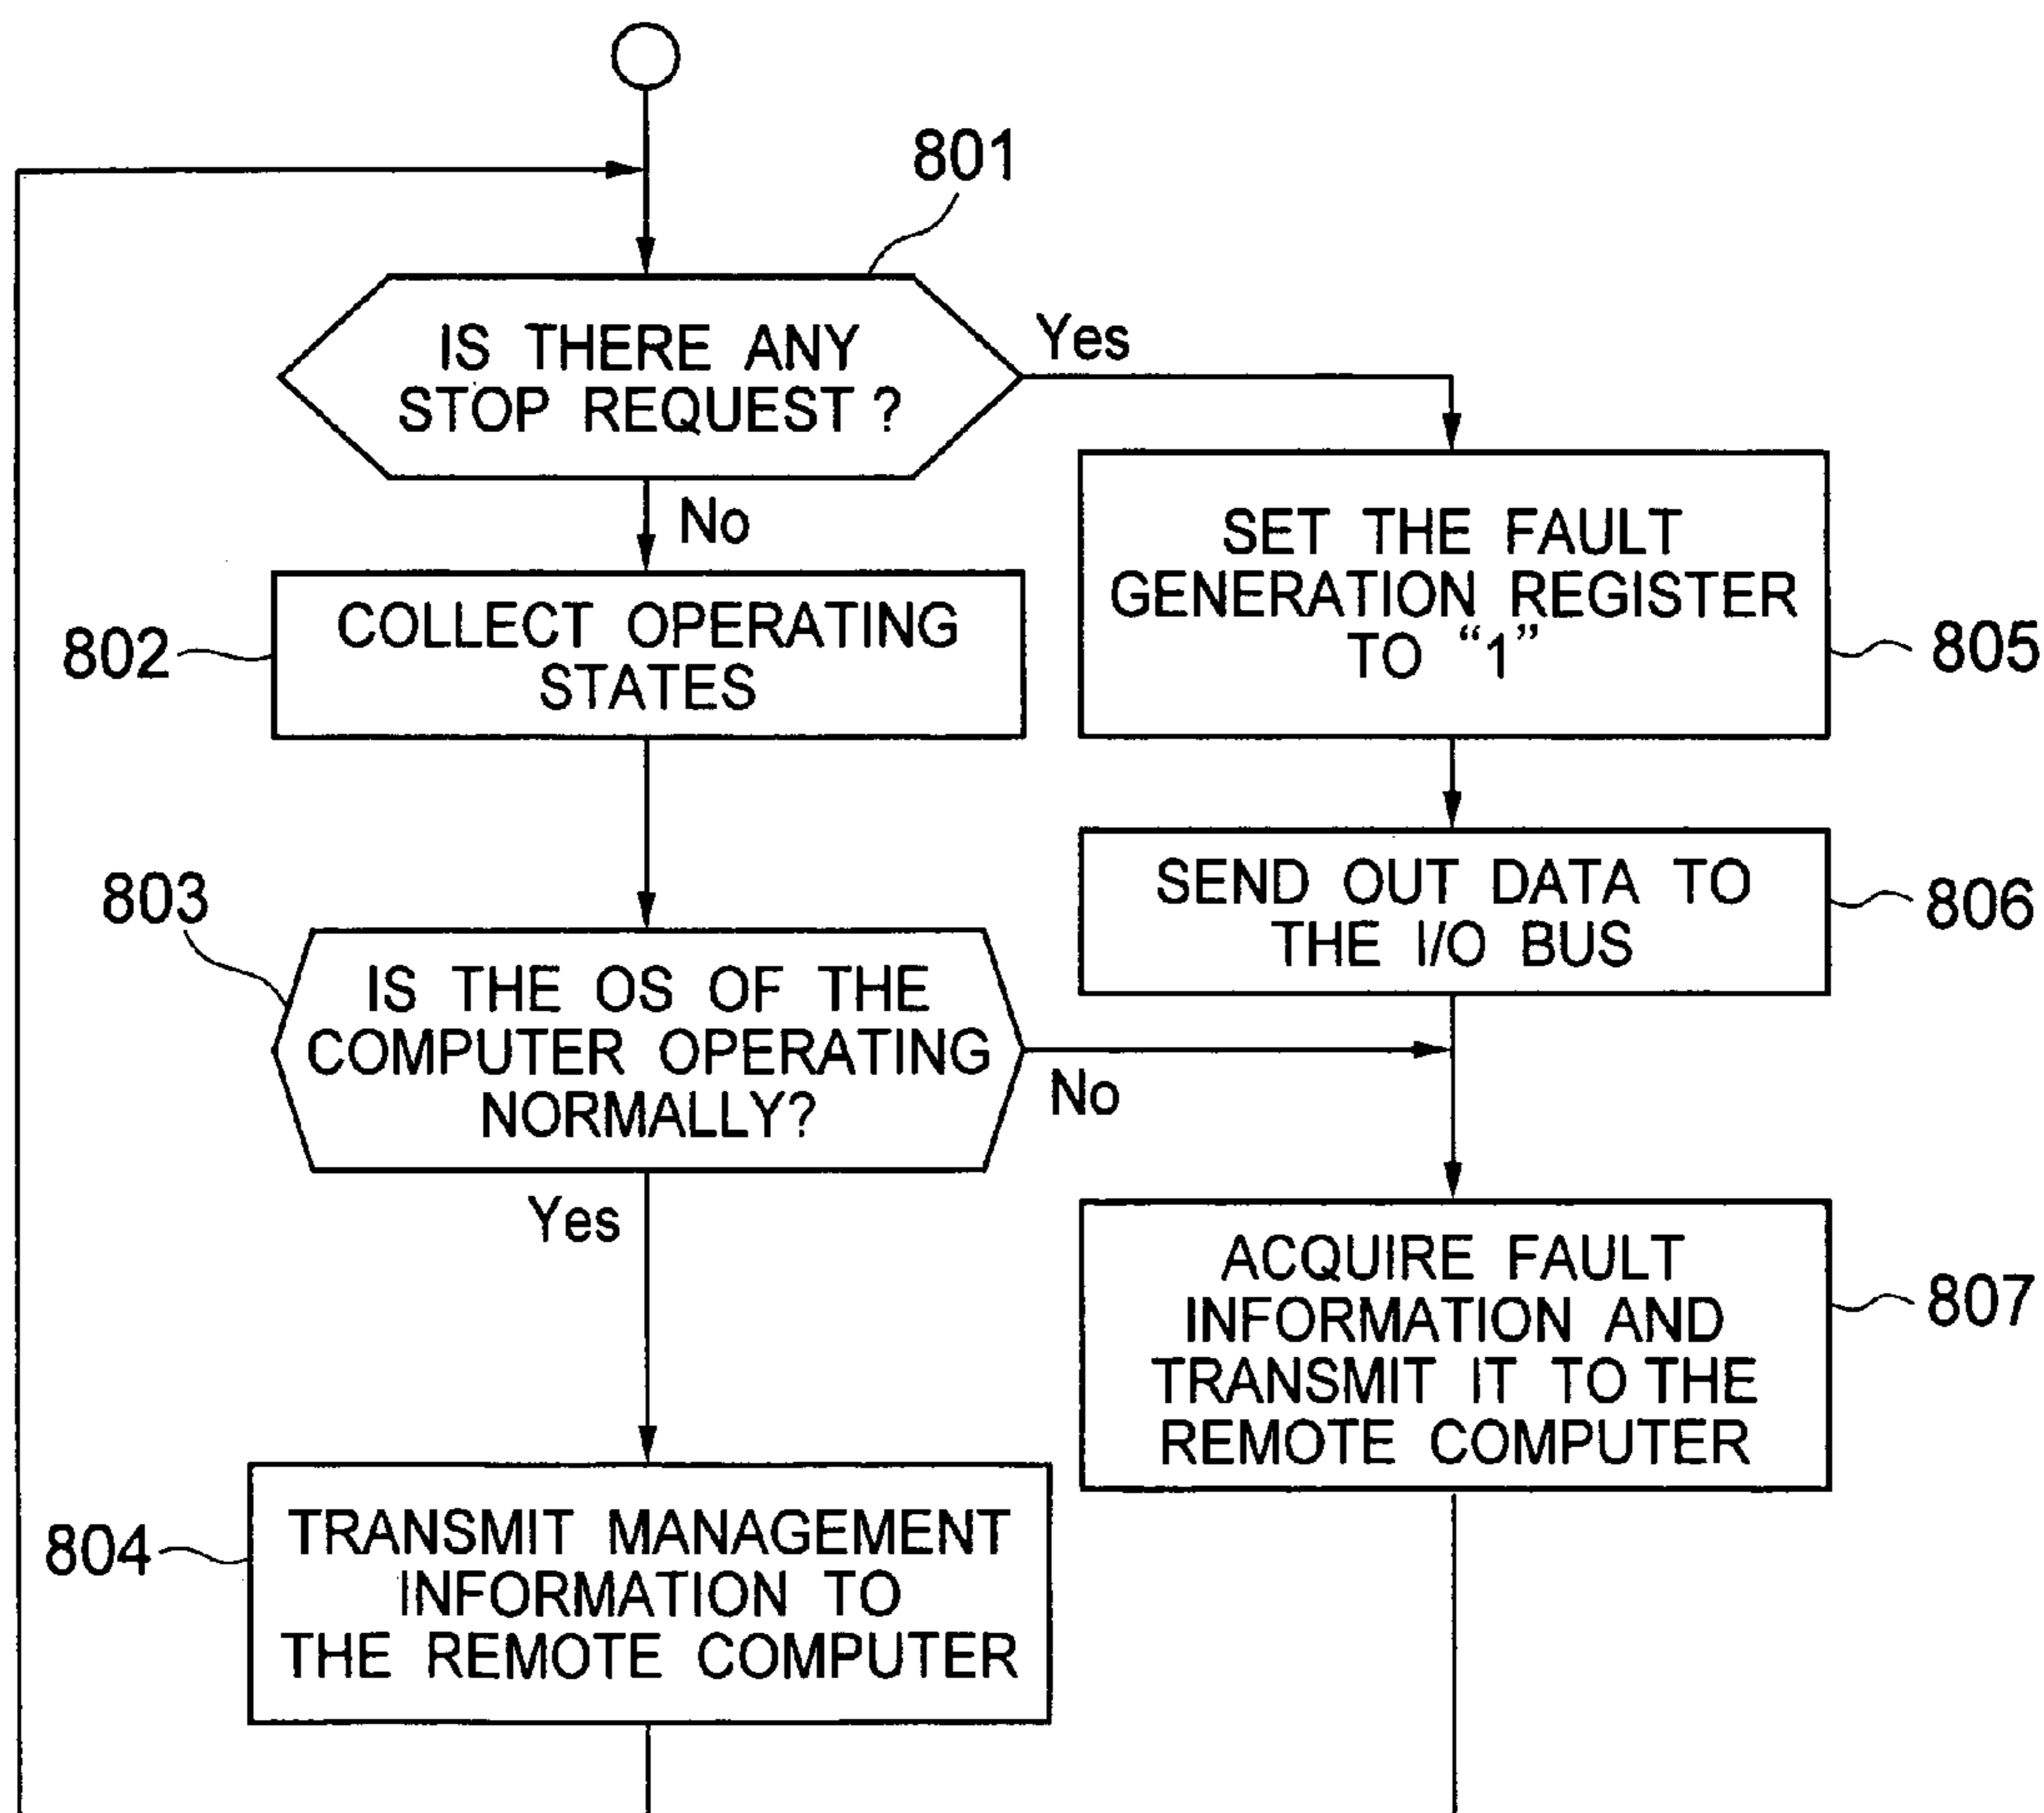 801
IS THERE ANY
STOP REQUEST ?
Yes
No
802
COLLECT OPERATING
STATES
SET THE FAULT
GENERATION REGISTER
TO “1”
805
803
IS THE OS OF THE
COMPUTER OPERATING
NORMALLY?
No
Yes
SEND OUT DATA TO
THE I/O BUS
806
ACQUIRE FAULT
INFORMATION AND
TRANSMIT IT TO THE
REMOTE COMPUTER
807
804
TRANSMIT MANAGEMENT
INFORMATION TO
THE REMOTE COMPUTER